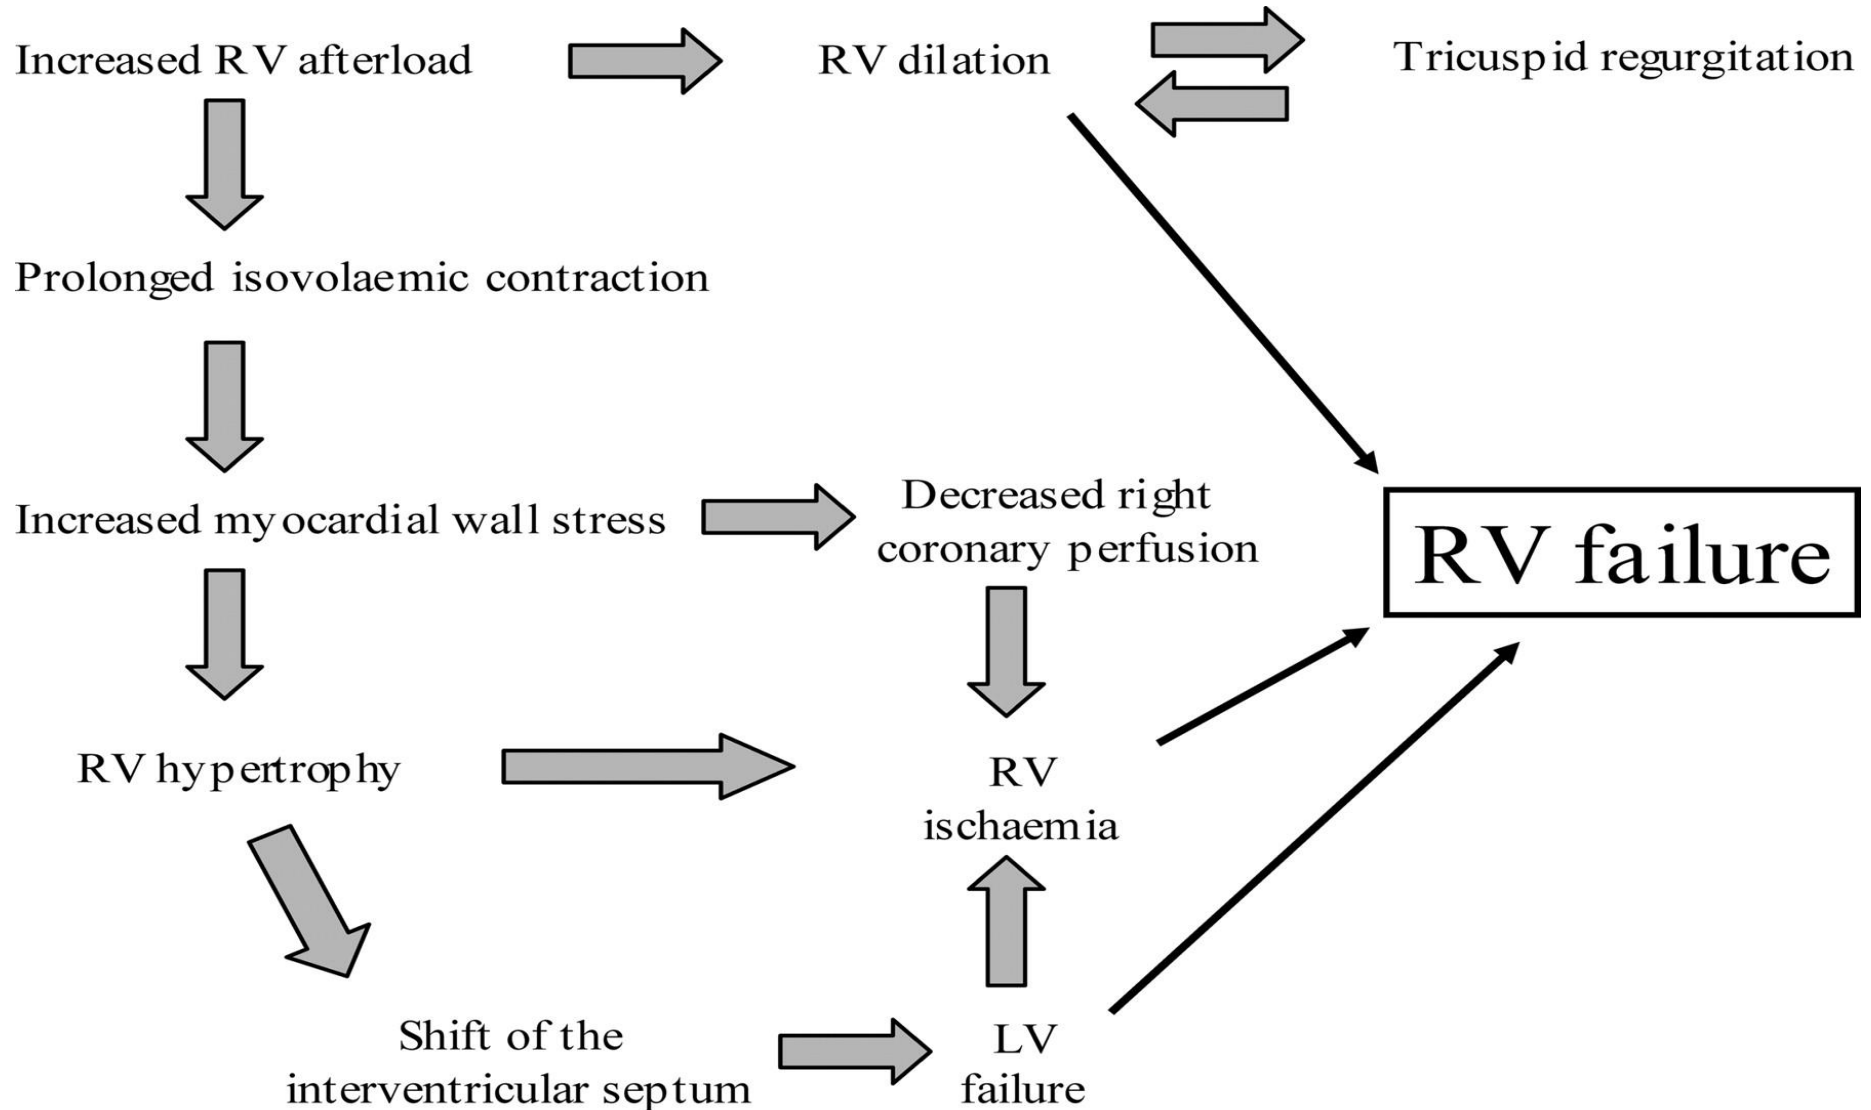 Increased RV afterload
RV dilation
Tricuspid regurgitation
Prolonged isovolaemic contraction
Increased myocardial wall stress
Decreased right
coronary perfusion
RV failure
RV hypertrophy
RV
ischaemia
Shift of the
interventricular septum
LV
failure